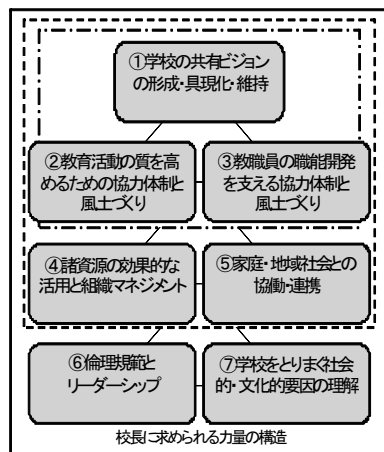 ①学校の共有ビジョン
の形成・具現化・維持
②教育活動の質を高
めるための協力体制と
風土づくり
③教職員の職能開発
を支える協力体制と
風土づくり
④諸資源の効果的な
活用と組織マネジメント
⑤家庭・地域社会との
協働・連携
⑥倫理規範と
リーダーシップ
⑦学校をとりまく社会
的・文化的要因の理解
校長に求められる力量の構造